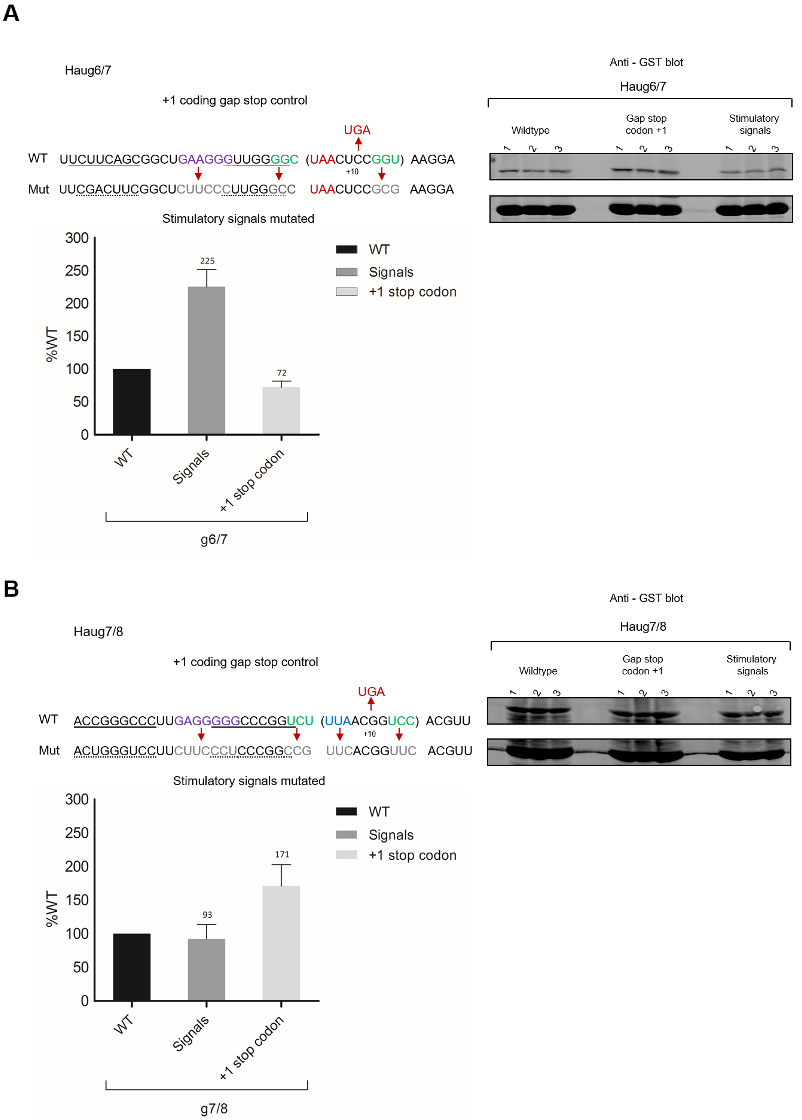 A
Haug6/7
+1 coding gap stop control
UGA
WT UUCUUCAGCGGCUGAAGGGUUGGGGC (UAACUCCGGU) AAGGA
+10
Mut UUCGACUUCGGCUCUUCCCUUGGGCC UAACUCCGCG AAGGA
Stimulatory signals mutated
300
250
200
150
100
50
0
%WT
225
72
WT
Signals
+1 stop codon
WT
Signals
+1 stop codon
g6/7
Anti - GST blot
Haug6/7
Wildtype
Gap stop
codon +1
Stimulatory
signals
1 2 3 1 2 3 1 2 3
B
Haug7/8
+1 coding gap stop control
UGA
WT ACCGGGCCCUUGAGGGGGCCCGGUCU (UUAACGGUCC) ACGUU
+10
Mut ACUGGGUCCUUCUUCCCUCCCGGCCG UUCACGGUUC ACGUU
Stimulatory signals mutated
300
250
200
150
100
50
0
%WT
93
171
WT
Signals
+1 stop codon
WT
Signals
+1 stop codon
g7/8
Anti - GST blot
Haug7/8
Wildtype
Gap stop
codon +1
Stimulatory
signals
1 2 3 1 2 3 1 2 3